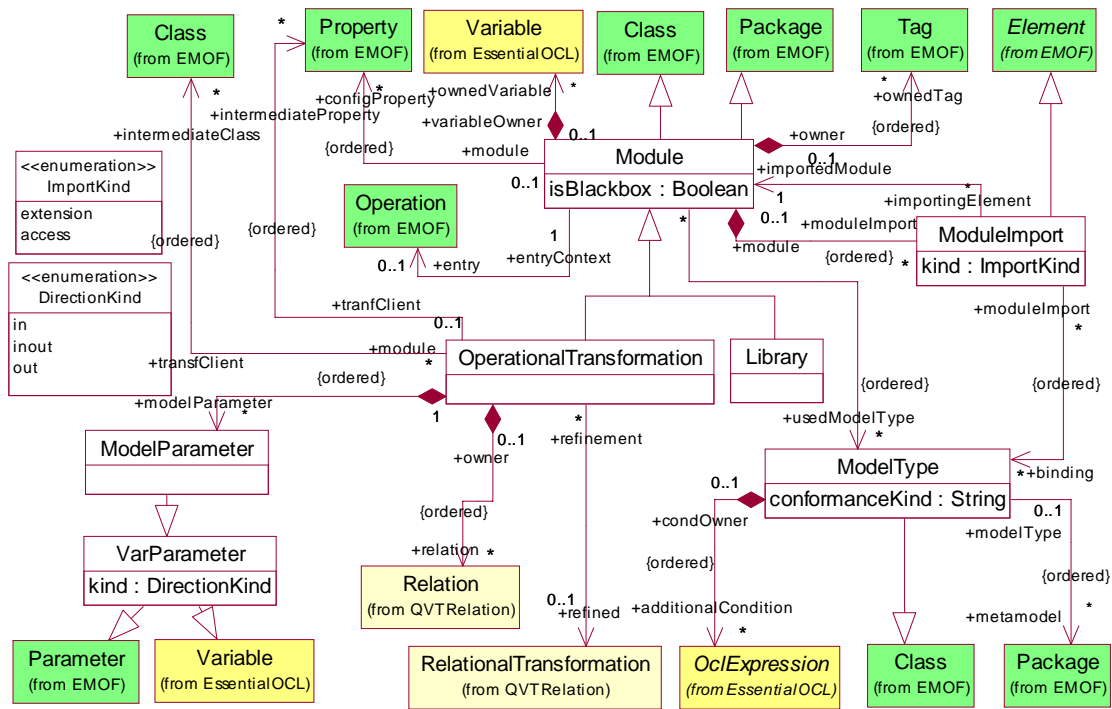 Class
(from EMOF)
Property
(from EMOF)
Variable
(from EssentialOCL)
Class
(from EMOF)
Package
(from EMOF)
Tag
(from EMOF)
Element
(from EMOF)
*
*
*
*
*
*
+configProperty
+ownedVariable
+ownedTag
+intermediateProperty
+variableOwner
+intermediateClass
0..1
+owner
{ordered}
{ordered}
+module
0..1
0..1
Module
isBlackbox : Boolean
+importedModule
1
*
+importingElement
<<enumeration>>
ImportKind
extension
access
Operation
(from EMOF)
{ordered}
{ordered}
1
+entryContext
0..1
+entry
*
0..1
+moduleImport
+module
{ordered}
*
ModuleImport
kind : ImportKind
<<enumeration>>
DirectionKind
in
inout
out
+tranfClient
0..1
+module
*
+transfClient
OperationalTransformation
Library
+moduleImport
*
{ordered}
{ordered}
{ordered}
+modelParameter
*
1
ModelParameter
0..1
+owner
*
+refinement
+usedModelType
*
ModelType
conformanceKind : String
*
+binding
{ordered}
+relation
*
0..1
+condOwner
{ordered}
0..1
+modelType
{ordered}
VarParameter
kind : DirectionKind
Relation
(from QVTRelation)
0..1
+refined
+additionalCondition
*
+metamodel
*
Parameter
(from EMOF)
Variable
(from EssentialOCL)
RelationalTransformation
(from QVTRelation)
OclExpression
(from EssentialOCL)
Class
(from EMOF)
Package
(from EMOF)